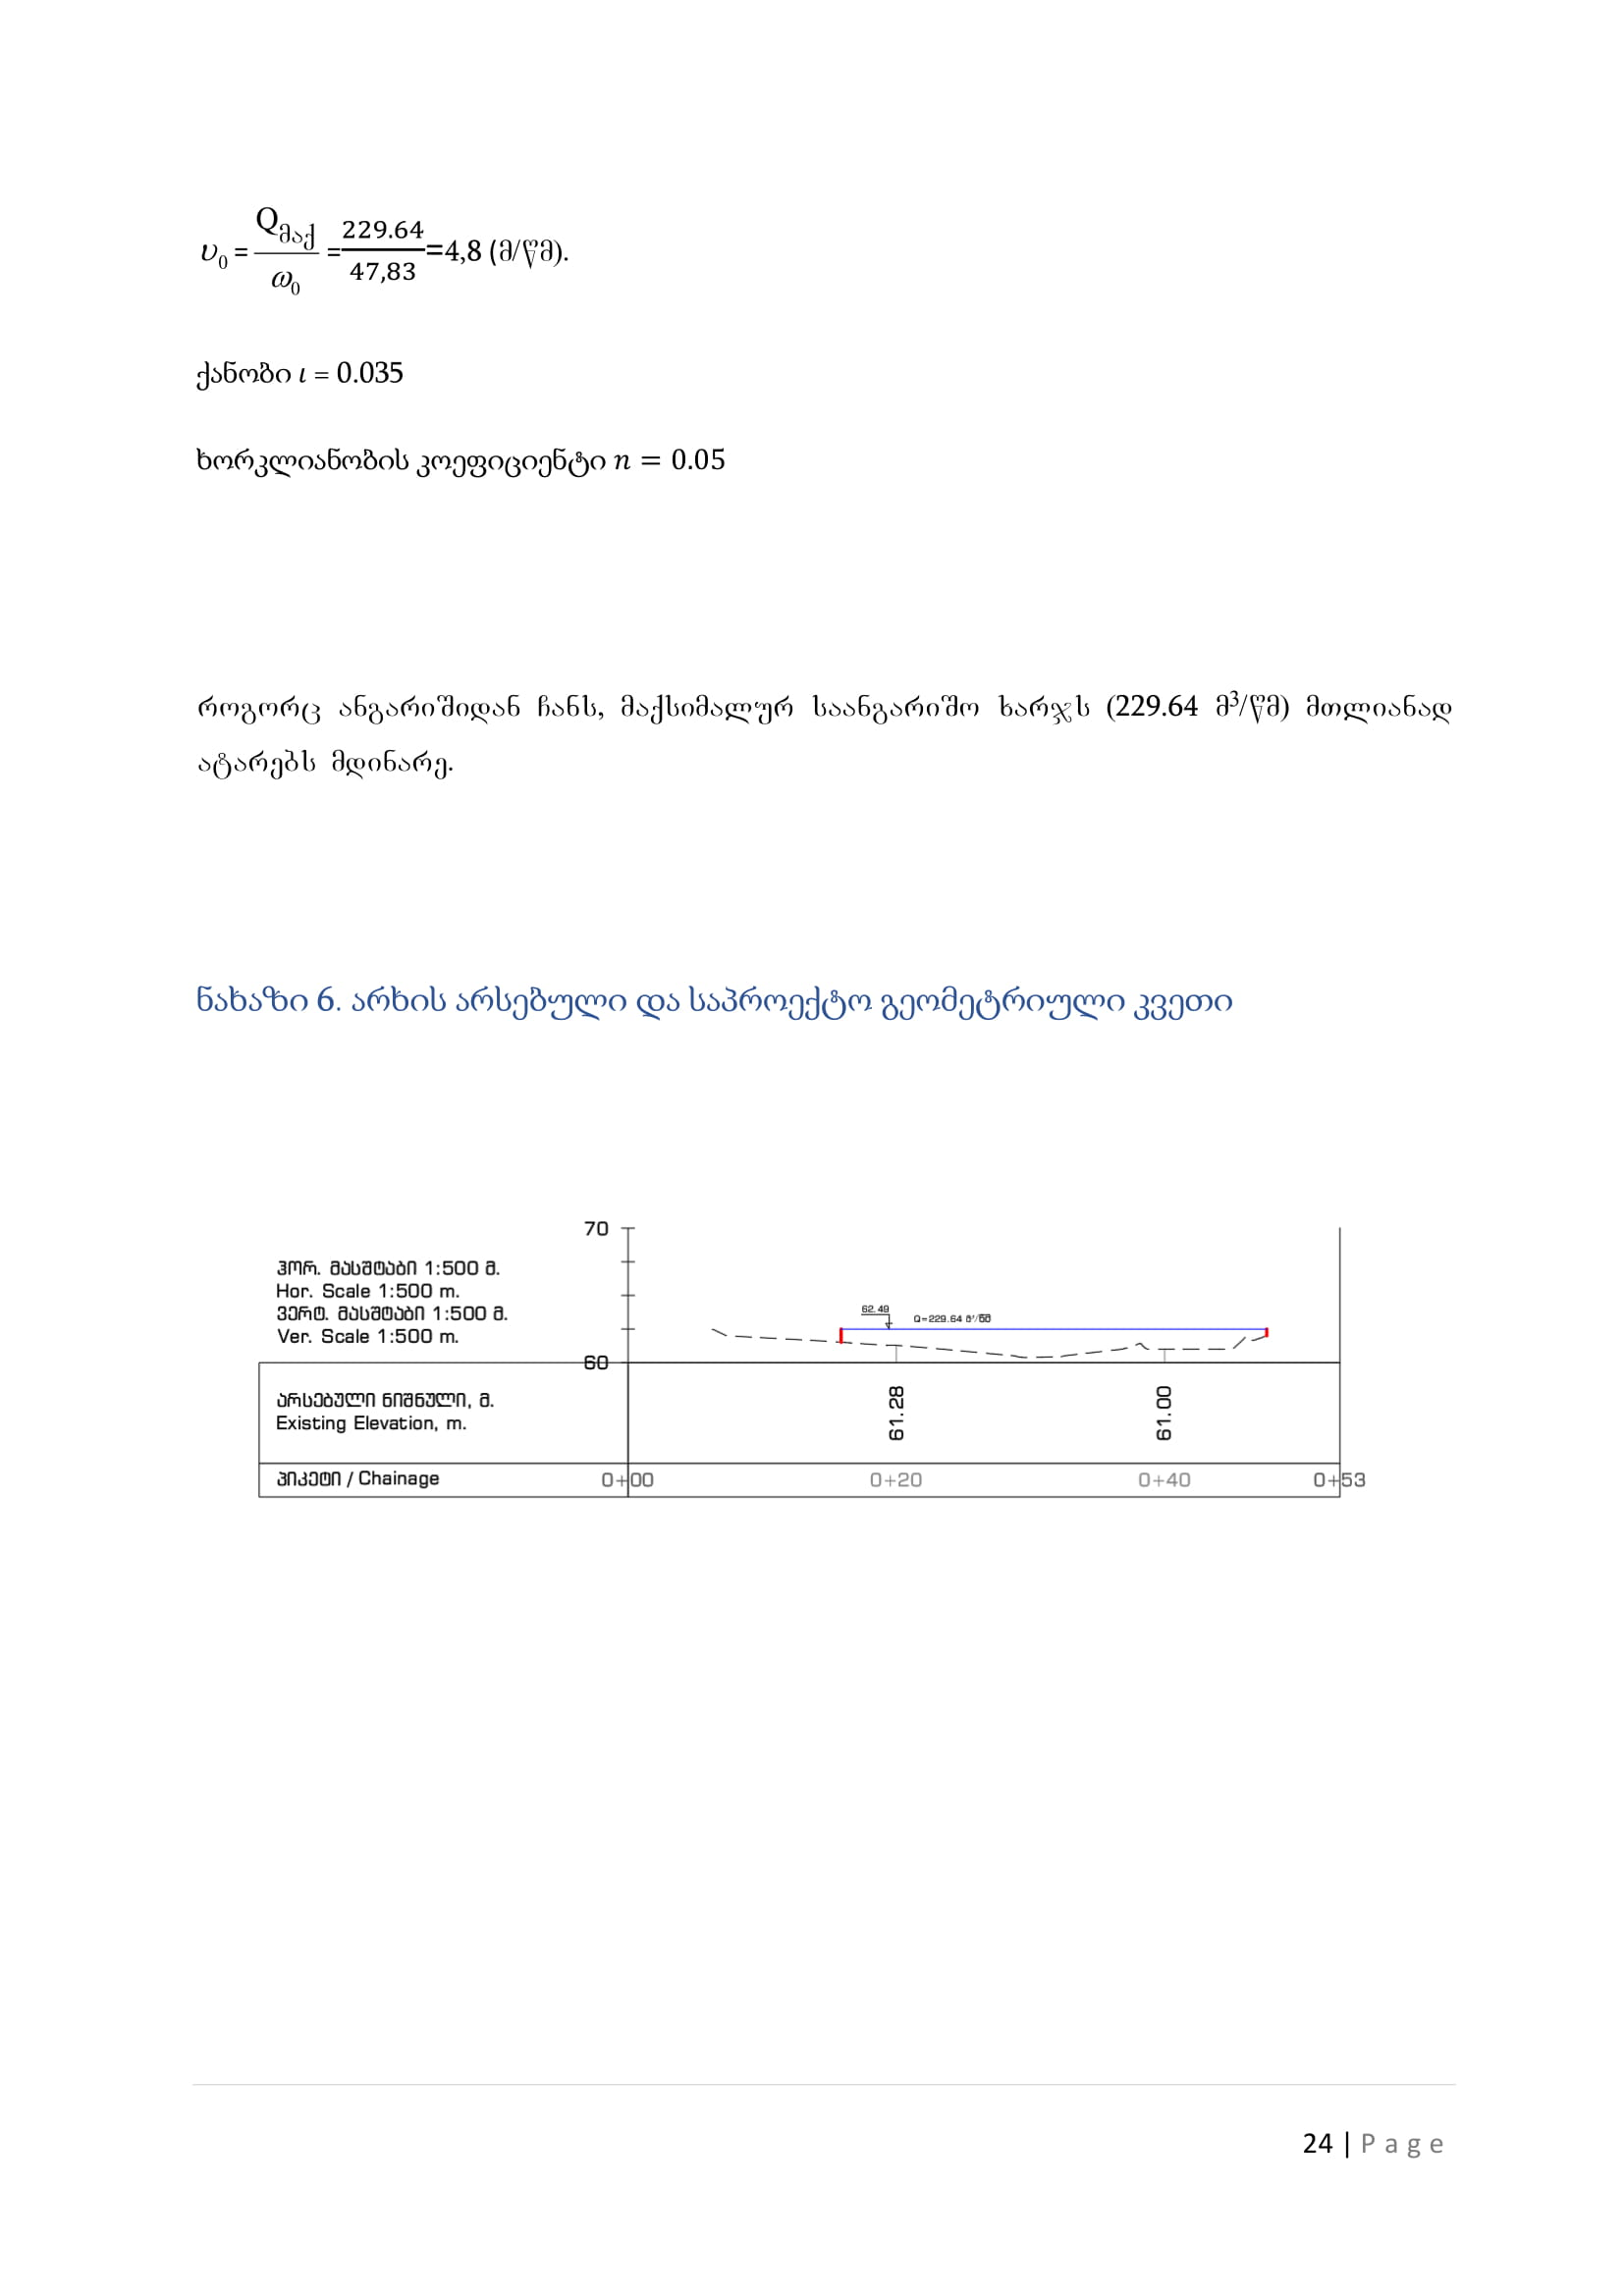 υ₀ = Qმაქ / ω₀ = 229.64 / 47,83 =4,8 (მ/წმ).
ქანობი ι = 0.035
ხორკლიანობის კოეფიციენტი n = 0.05
როგორც ანგარიშიდან ჩანს, მაქსიმალურ საანგარიშო ხარჯს (229.64 მ³/წმ) მთლიანად
ატარებს მდინარე.
ნახაზი 6. არხის არსებული და საპროექტო გეომეტრიული კვეთი
70
ჰორ. მასშტაბი 1:500 მ.
Hor. Scale 1:500 m.
ვერტ. მასშტაბი 1:500 მ.
Ver. Scale 1:500 m.
62.49
Q=229.64 მ³/წმ
60
არსებული ნიშნული, მ.
Existing Elevation, m.
61.28
61.00
პიკეტი / Chainage
0+00
0+20
0+40
0+53
24 | Page